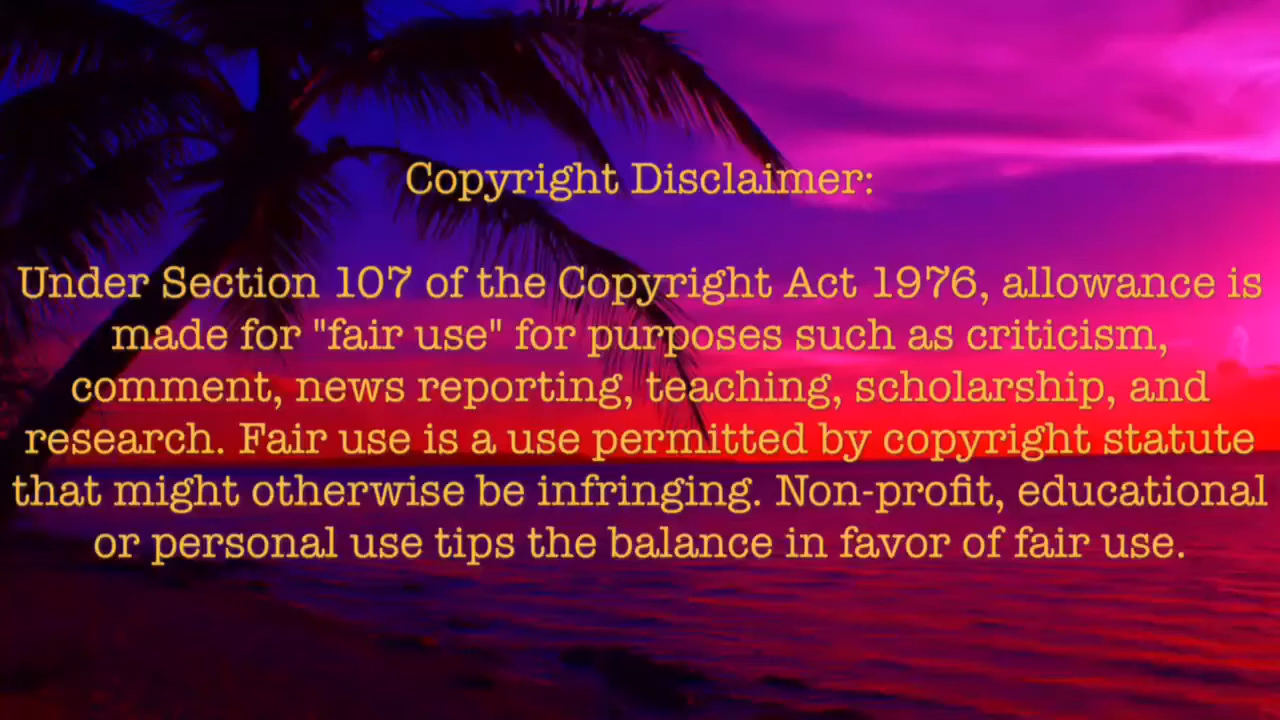 Copyright Disclaimer:
Under Section 107 of the Copyright Act 1976, allowance is
made for "fair use" for purposes such as criticism,
comment, news reporting, teaching, scholarship, and
research. Fair use is a use permitted by copyright statute
that might otherwise be infringing. Non-profit, educational
or personal use tips the balance in favor of fair use.